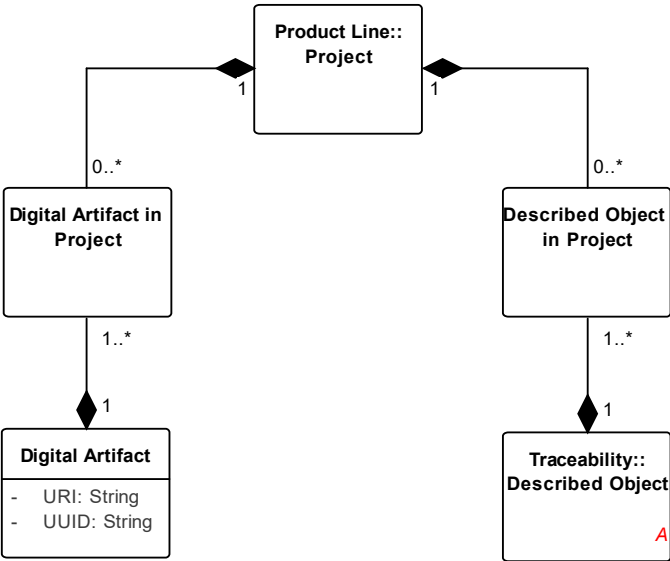 Product Line::
Project
1
1
0..*
0..*
Digital Artifact in
Project
Described Object
in Project
1..*
1..*
1
1
Digital Artifact
- URI: String
- UUID: String
Traceability::
Described Object
A